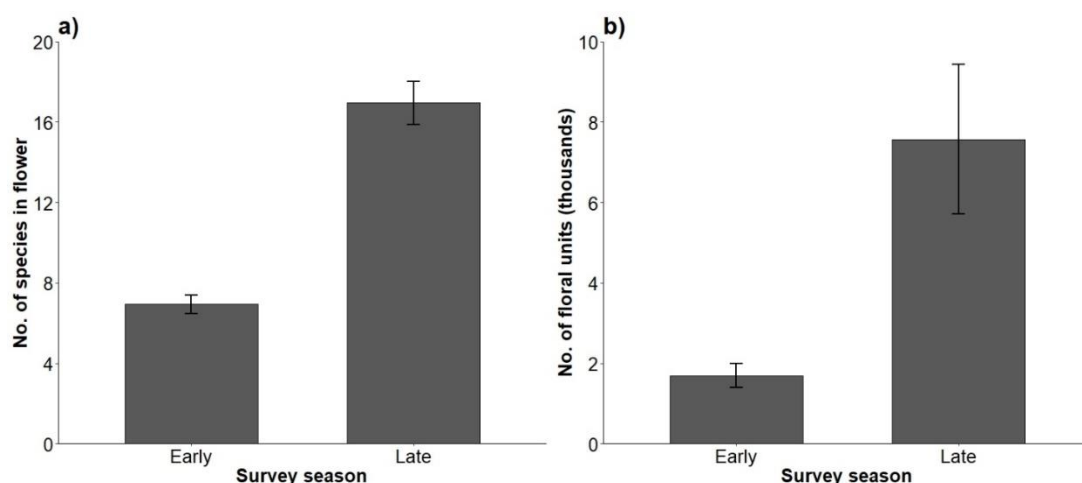 a)
No. of species in flower
20
16
12
8
4
0
Early Late
Survey season
b)
No. of floral units (thousands)
10
8
6
4
2
0
Early Late
Survey season